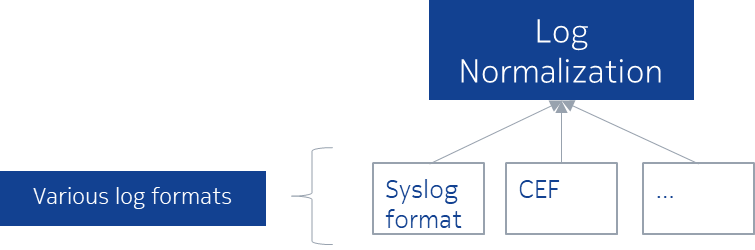 Log
Normalization
Various log formats
Syslog
format
CEF
...